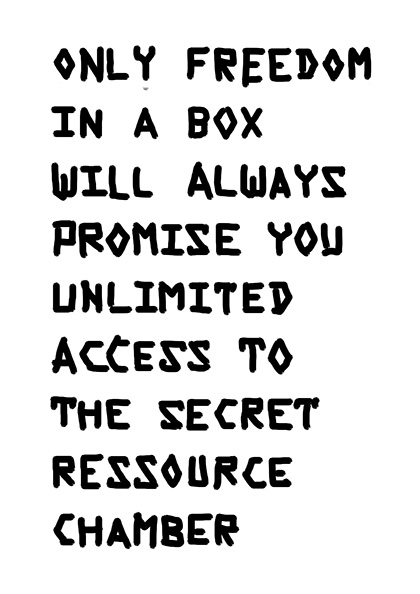 ONLY FREEDOM
IN A BOX
WILL ALWAYS
PROMISE YOU
UNLIMITED
ACCESS TO
THE SECRET
RESSOURCE
CHAMBER